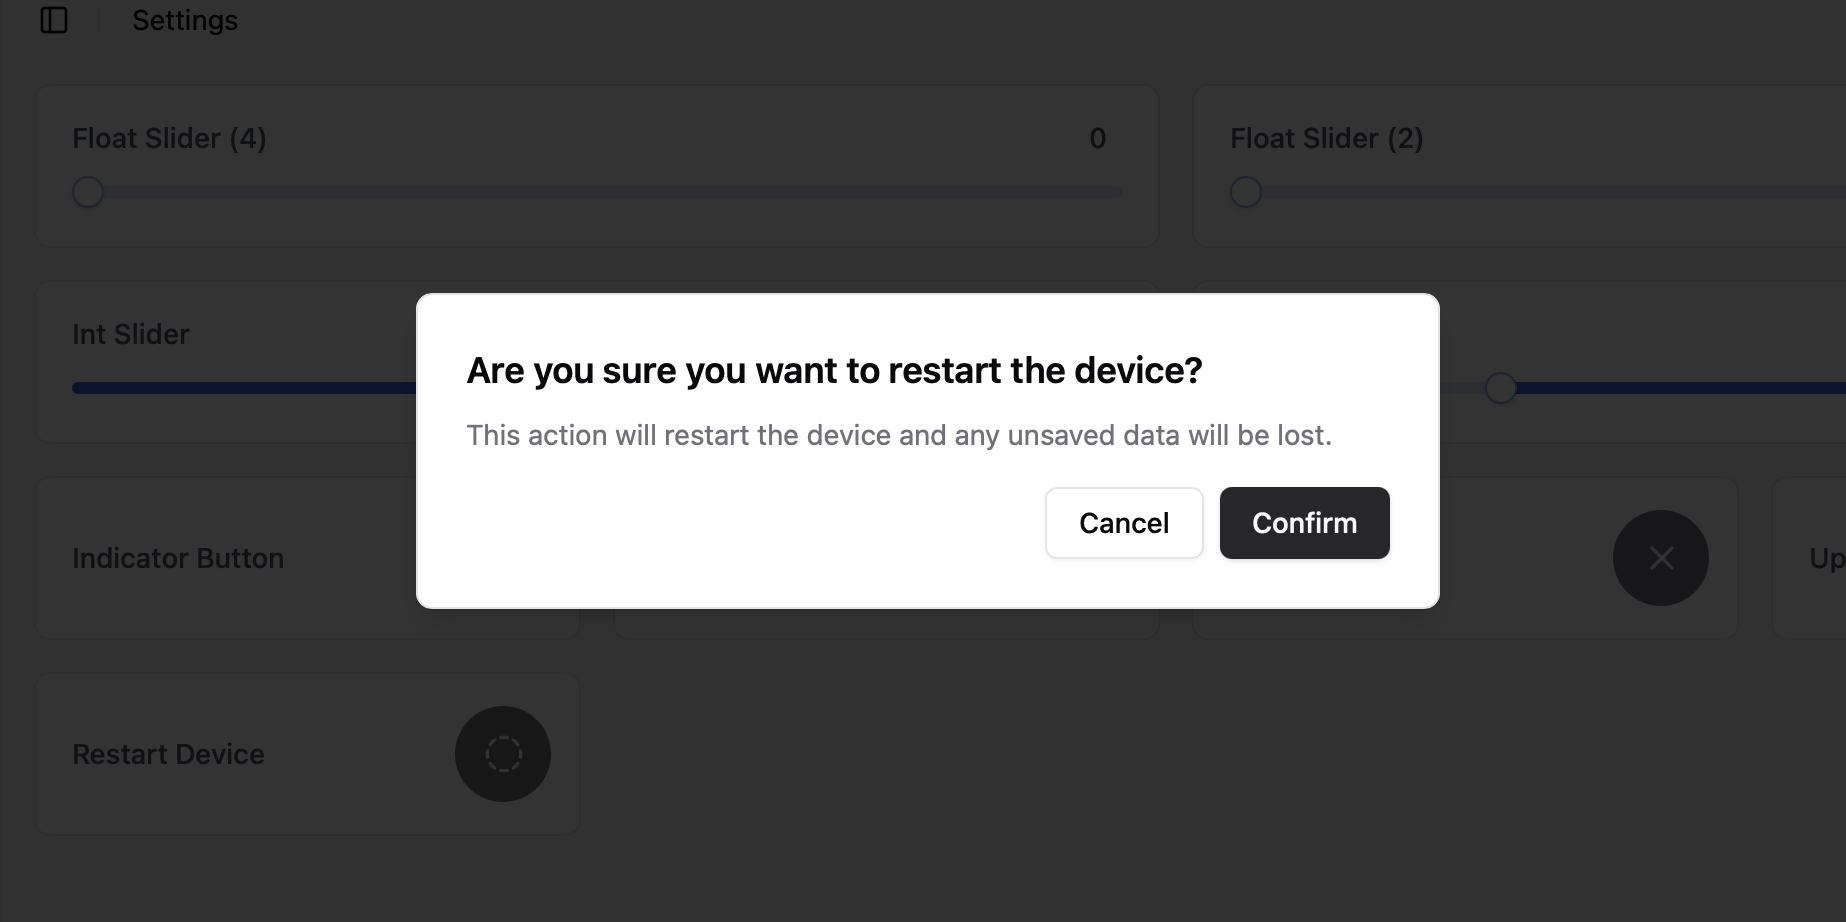 Settings
Float Slider (4)
0
Float Slider (2)
Int Slider
Are you sure you want to restart the device?
This action will restart the device and any unsaved data will be lost.
Cancel
Confirm
Indicator Button
Up
Restart Device